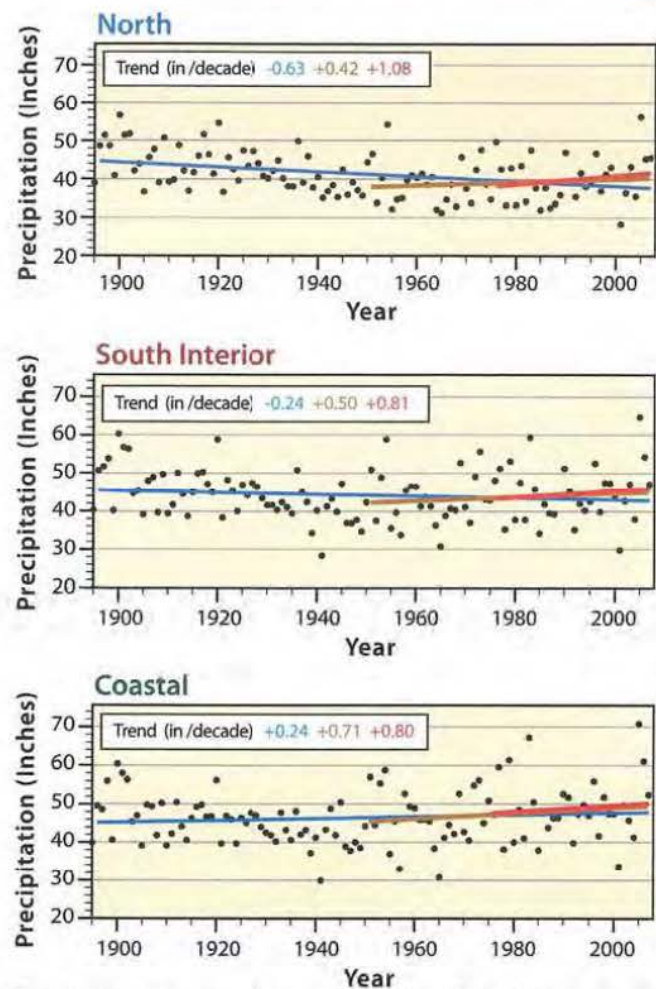 North
Precipitation (Inches)
Trend (in /decade) -0.63 +0.42 +1.08
70
60
50
40
30
20
1900 1920 1940 1960 1980 2000
Year
South Interior
Precipitation (Inches)
Trend (in /decade) -0.24 +0.50 +0.81
70
60
50
40
30
20
1900 1920 1940 1960 1980 2000
Year
Coastal
Precipitation (Inches)
Trend (in /decade) +0.24 +0.71 +0.80
70
60
50
40
30
20
1900 1920 1940 1960 1980 2000
Year